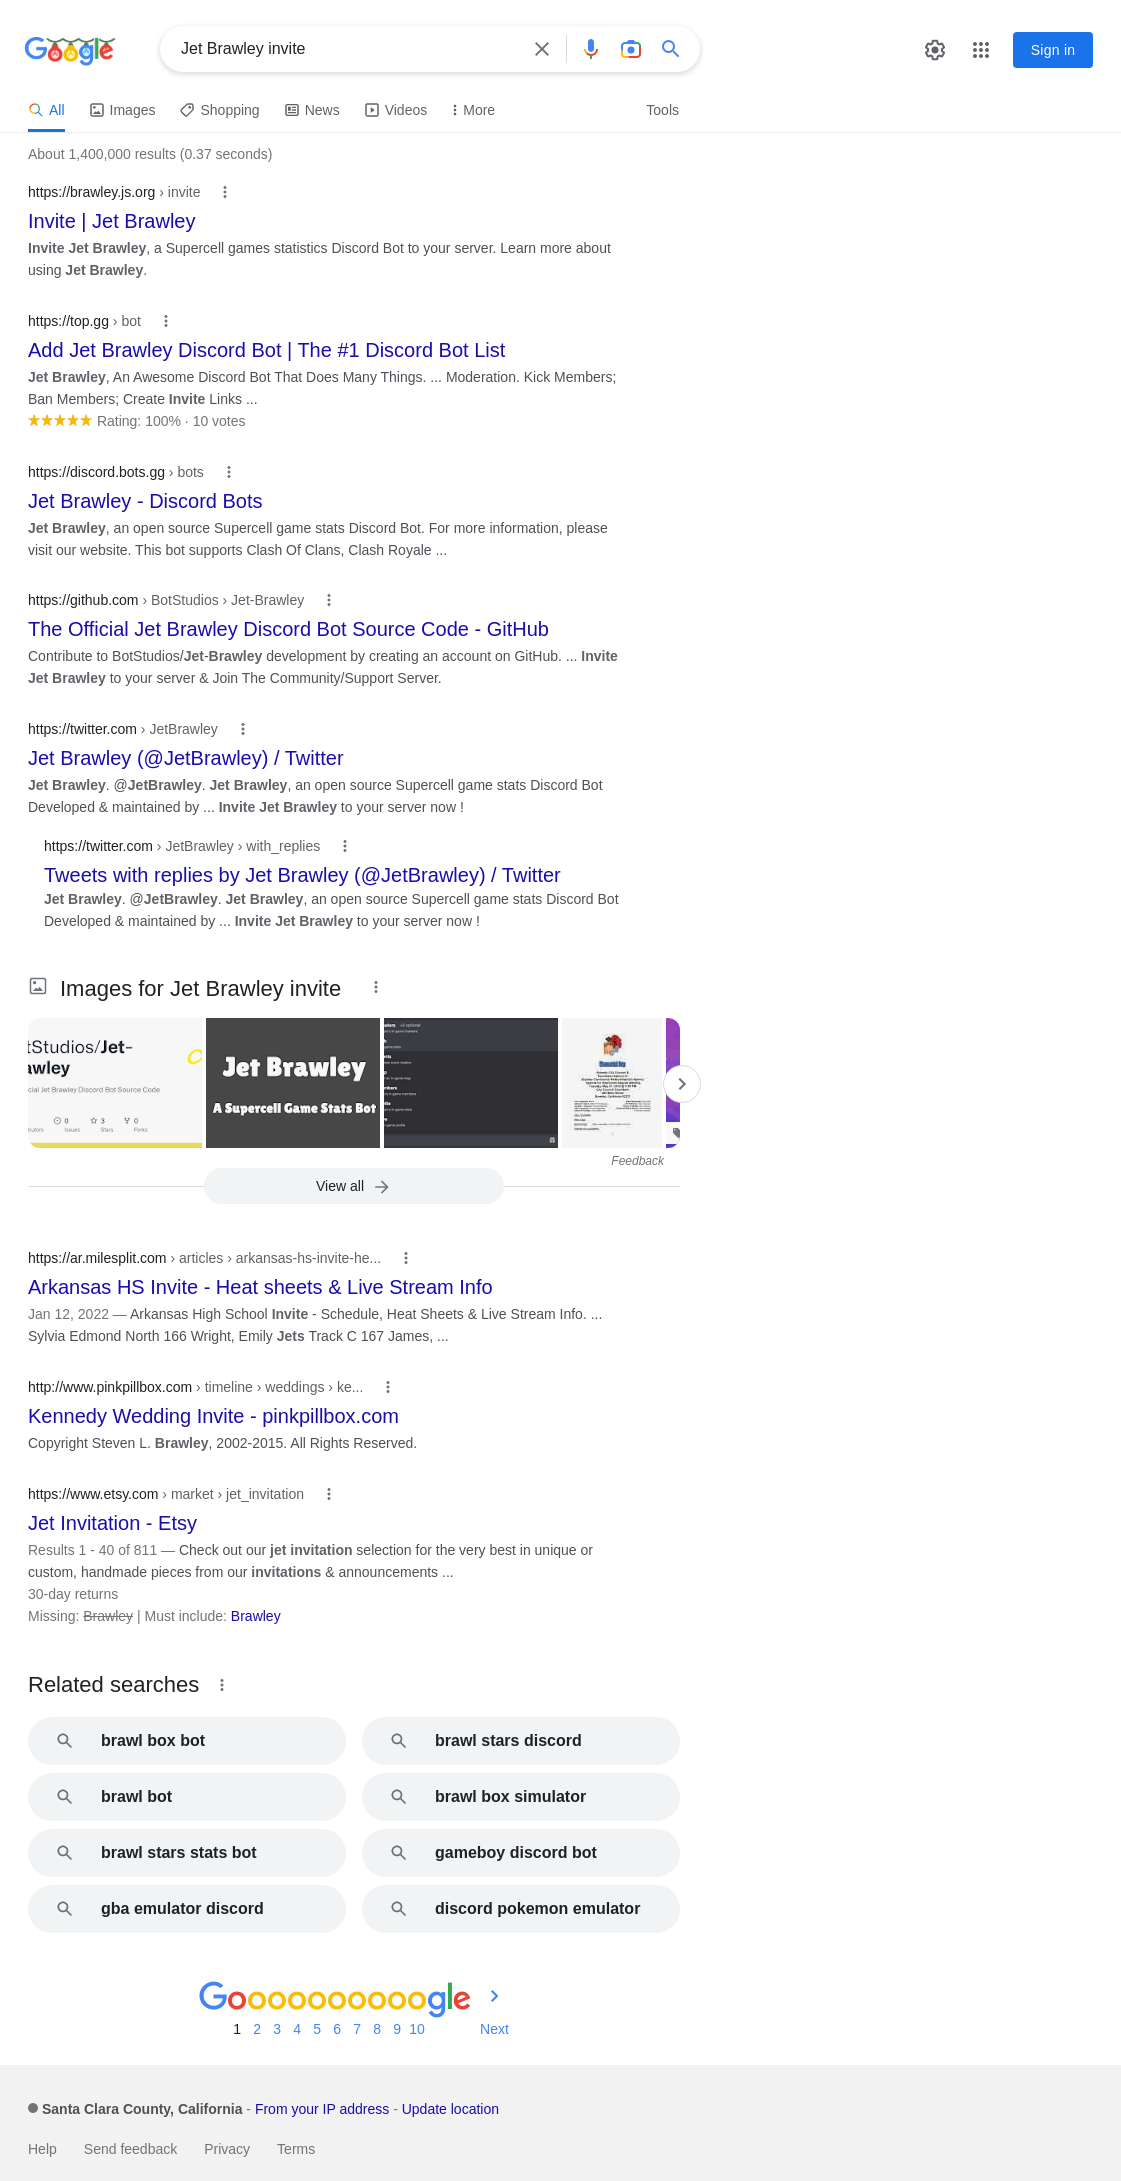 Google
Jet Brawley invite
Sign in
All
Images
Shopping
News
Videos
More
Tools
About 1,400,000 results (0.37 seconds)
https://brawley.js.org › invite
Invite | Jet Brawley
Invite Jet Brawley, a Supercell games statistics Discord Bot to your server. Learn more about
using Jet Brawley.
https://top.gg › bot
Add Jet Brawley Discord Bot | The #1 Discord Bot List
Jet Brawley, An Awesome Discord Bot That Does Many Things. ... Moderation. Kick Members;
Ban Members; Create Invite Links ...
Rating: 100% · 10 votes
https://discord.bots.gg › bots
Jet Brawley - Discord Bots
Jet Brawley, an open source Supercell game stats Discord Bot. For more information, please
visit our website. This bot supports Clash Of Clans, Clash Royale ...
https://github.com › BotStudios › Jet-Brawley
The Official Jet Brawley Discord Bot Source Code - GitHub
Contribute to BotStudios/Jet-Brawley development by creating an account on GitHub. ... Invite
Jet Brawley to your server & Join The Community/Support Server.
https://twitter.com › JetBrawley
Jet Brawley (@JetBrawley) / Twitter
Jet Brawley. @JetBrawley. Jet Brawley, an open source Supercell game stats Discord Bot
Developed & maintained by ... Invite Jet Brawley to your server now !
https://twitter.com › JetBrawley › with_replies
Tweets with replies by Jet Brawley (@JetBrawley) / Twitter
Jet Brawley. @JetBrawley. Jet Brawley, an open source Supercell game stats Discord Bot
Developed & maintained by ... Invite Jet Brawley to your server now !
Images for Jet Brawley invite
tStudios/Jet-
awley
cial Jet Brawley Discord Bot Source Code
0
3
0
Issues
Stars
Forks
Jet Brawley
A Supercell Game Stats Bot
Feedback
View all
https://ar.milesplit.com › articles › arkansas-hs-invite-he...
Arkansas HS Invite - Heat sheets & Live Stream Info
Jan 12, 2022 — Arkansas High School Invite - Schedule, Heat Sheets & Live Stream Info. ...
Sylvia Edmond North 166 Wright, Emily Jets Track C 167 James, ...
http://www.pinkpillbox.com › timeline › weddings › ke...
Kennedy Wedding Invite - pinkpillbox.com
Copyright Steven L. Brawley, 2002-2015. All Rights Reserved.
https://www.etsy.com › market › jet_invitation
Jet Invitation - Etsy
Results 1 - 40 of 811 — Check out our jet invitation selection for the very best in unique or
custom, handmade pieces from our invitations & announcements ...
30-day returns
Missing: Brawley | Must include: Brawley
Related searches
brawl box bot
brawl stars discord
brawl bot
brawl box simulator
brawl stars stats bot
gameboy discord bot
gba emulator discord
discord pokemon emulator
Goooooooooogle
1 2 3 4 5 6 7 8 9 10 Next
Santa Clara County, California - From your IP address - Update location
Help Send feedback Privacy Terms